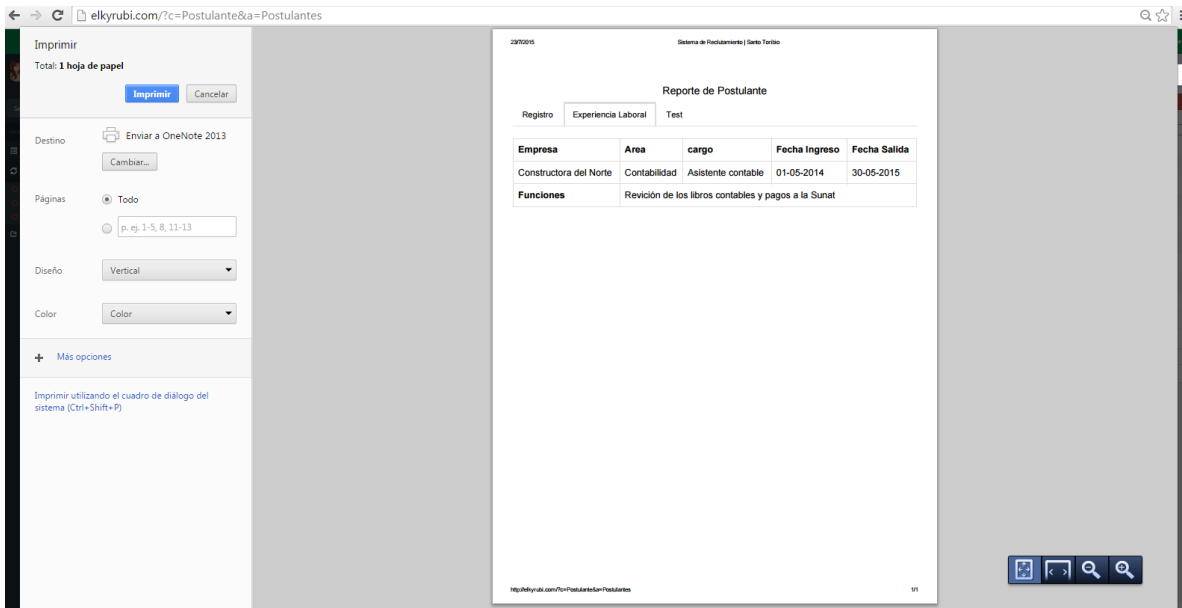 elkyrubi.com/?c=Postulante&a=Postulantes
Imprimir
Total: 1 hoja de papel
Imprimir Cancelar
Destino Enviar a OneNote 2013
Cambiar...
Páginas Todo
p. ej. 1-5, 8, 11-13
Diseño Vertical
Color Color
+ Más opciones
Imprimir utilizando el cuadro de diálogo del
sistema (Ctrl+Shift+P)
23/7/2015 Sistema de Reclutamiento | Santo Toribio
Reporte de Postulante
Registro Experiencia Laboral Test
Empresa Area cargo Fecha Ingreso Fecha Salida
Constructora del Norte Contabilidad Asistente contable 01-05-2014 30-05-2015
Funciones Revición de los libros contables y pagos a la Sunat
http://elkyrubi.com/?c=Postulante&a=Postulantes 1/1